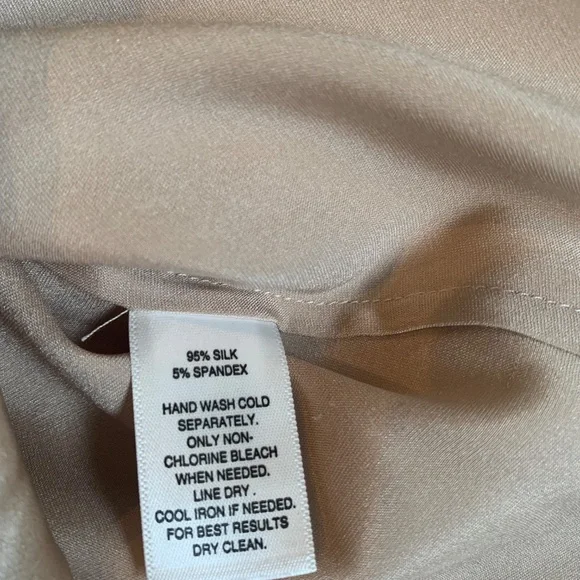 95% SILK
5% SPANDEX
HAND WASH COLD
SEPARATELY.
ONLY NON-
CHLORINE BLEACH
WHEN NEEDED.
LINE DRY .
COOL IRON IF NEEDED.
FOR BEST RESULTS
DRY CLEAN.